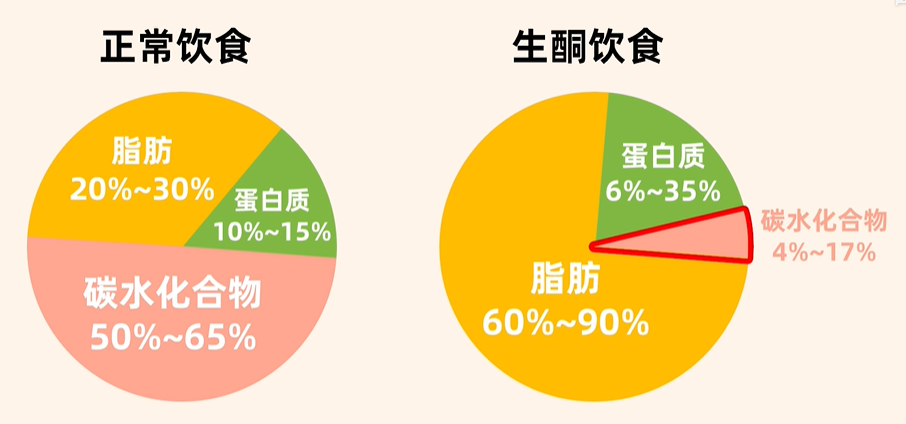 正常饮食
生酮饮食
脂肪
20%~30%
蛋白质
10%~15%
碳水化合物
50%~65%
蛋白质
6%~35%
碳水化合物
4%~17%
脂肪
60%~90%